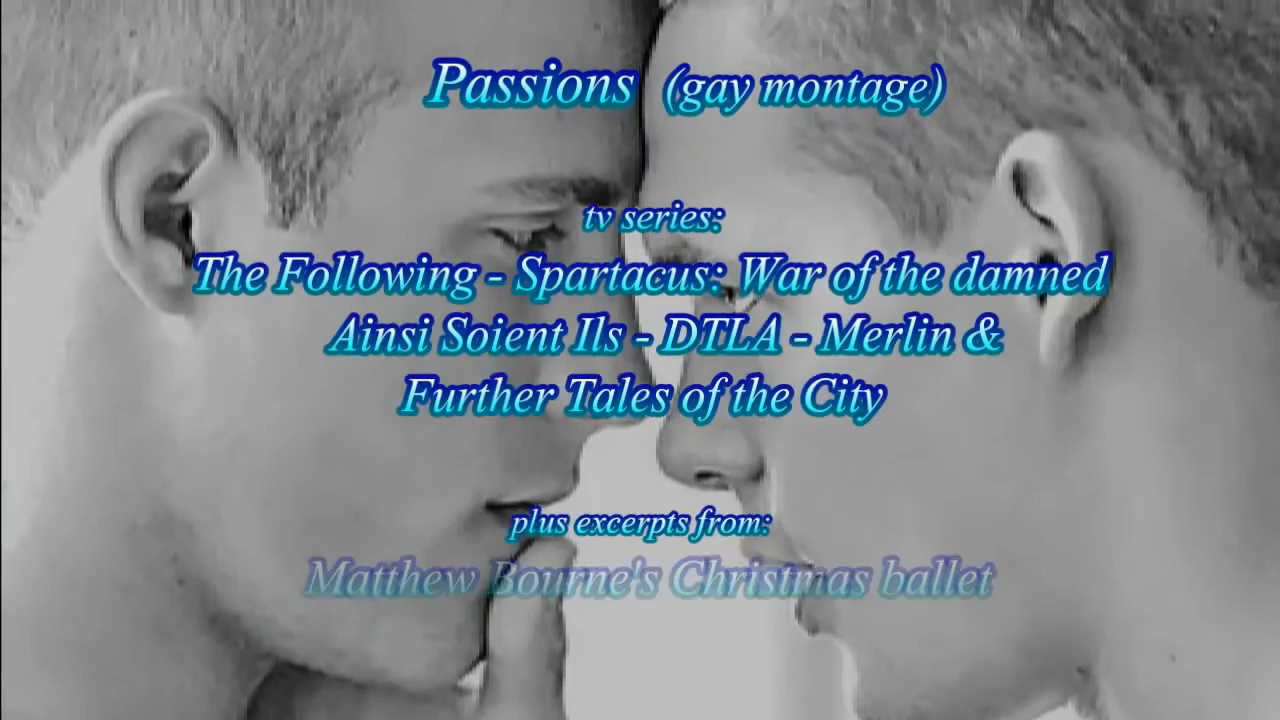 Passions (gay montage)
tv series:
The Following - Spartacus: War of the damned
Ainsi Soient Ils - DTLA - Merlin &
Further Tales of the City
plus excerpts from:
Matthew Bourne's Christmas ballet